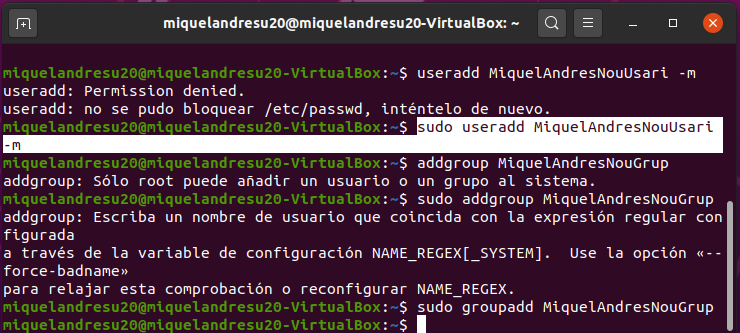 miquelandresu20@miquelandresu20-VirtualBox: ~
miquelandresu20@miquelandresu20-VirtualBox:~$ useradd MiquelAndresNouUsari -m
useradd: Permission denied.
useradd: no se pudo bloquear /etc/passwd, inténtelo de nuevo.
miquelandresu20@miquelandresu20-VirtualBox:~$ sudo useradd MiquelAndresNouUsari
-m
miquelandresu20@miquelandresu20-VirtualBox:~$ addgroup MiquelAndresNouGrup
addgroup: Sólo root puede añadir un usuario o un grupo al sistema.
miquelandresu20@miquelandresu20-VirtualBox:~$ sudo addgroup MiquelAndresNouGrup
addgroup: Escriba un nombre de usuario que coincida con la expresión regular con
figurada
a través de la variable de configuración NAME_REGEX[_SYSTEM].  Use la opción «--
force-badname»
para relajar esta comprobación o reconfigurar NAME_REGEX.
miquelandresu20@miquelandresu20-VirtualBox:~$ sudo groupadd MiquelAndresNouGrup
miquelandresu20@miquelandresu20-VirtualBox:~$